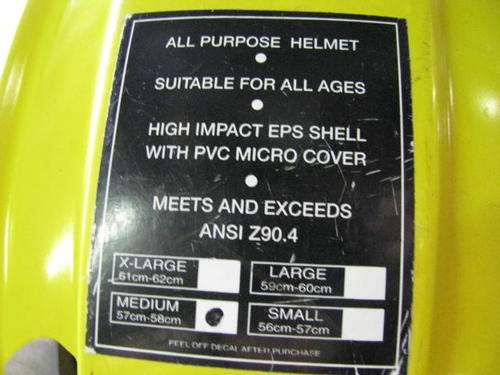 ALL PURPOSE HELMET
SUITABLE FOR ALL AGES
HIGH IMPACT EPS SHELL
WITH PVC MICRO COVER
MEETS AND EXCEEDS
ANSI Z90.4
X-LARGE
61cm-62cm
LARGE
59cm-60cm
MEDIUM
57cm-58cm
SMALL
56cm-57cm
PEEL OFF DECAL AFTER PURCHASE